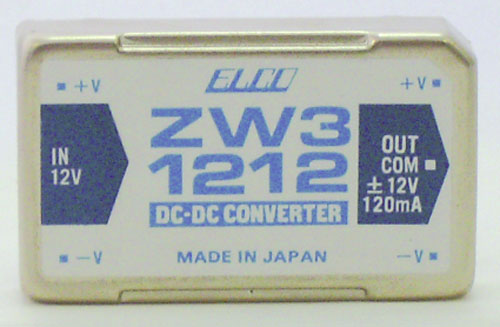 ELCO
+V
+V
ZW3
1212
IN
12V
OUT
COM
±12V
120mA
DC-DC CONVERTER
-V
-V
MADE IN JAPAN